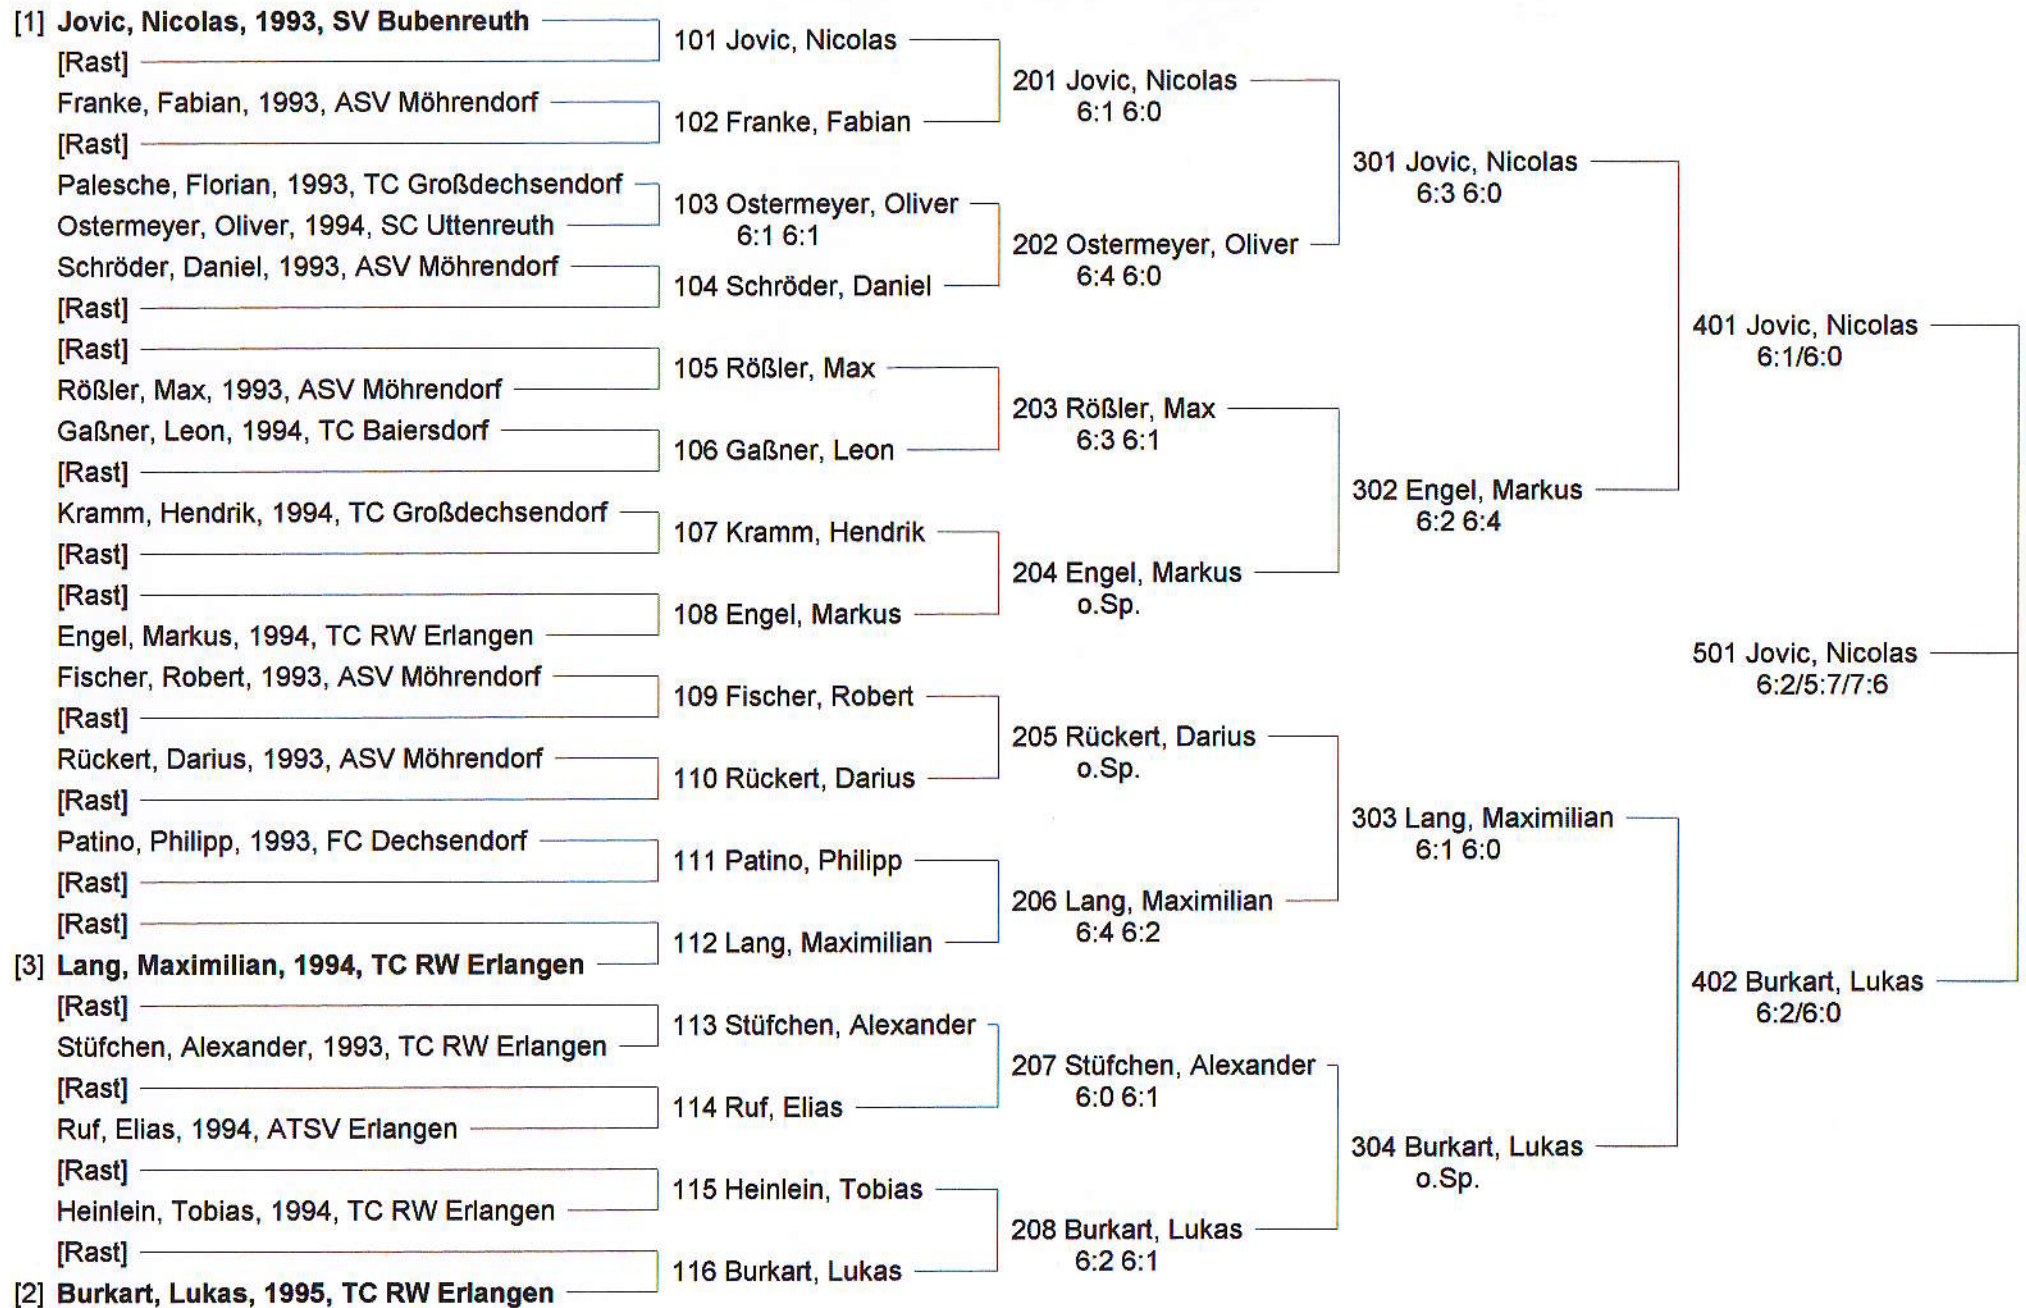 [1] Jovic, Nicolas, 1993, SV Bubenreuth
[Rast]
Franke, Fabian, 1993, ASV Möhrendorf
[Rast]
Palesche, Florian, 1993, TC Großdechsendorf
Ostermeyer, Oliver, 1994, SC Uttenreuth
Schröder, Daniel, 1993, ASV Möhrendorf
[Rast]
[Rast]
Rößler, Max, 1993, ASV Möhrendorf
Gaßner, Leon, 1994, TC Baiersdorf
[Rast]
Kramm, Hendrik, 1994, TC Großdechsendorf
[Rast]
[Rast]
Engel, Markus, 1994, TC RW Erlangen
Fischer, Robert, 1993, ASV Möhrendorf
[Rast]
Rückert, Darius, 1993, ASV Möhrendorf
[Rast]
Patino, Philipp, 1993, FC Dechsendorf
[Rast]
[Rast]
[3] Lang, Maximilian, 1994, TC RW Erlangen
[Rast]
Stüfchen, Alexander, 1993, TC RW Erlangen
[Rast]
Ruf, Elias, 1994, ATSV Erlangen
[Rast]
Heinlein, Tobias, 1994, TC RW Erlangen
[Rast]
[2] Burkart, Lukas, 1995, TC RW Erlangen
101 Jovic, Nicolas
102 Franke, Fabian
103 Ostermeyer, Oliver
6:1 6:1
104 Schröder, Daniel
105 Rößler, Max
106 Gaßner, Leon
107 Kramm, Hendrik
108 Engel, Markus
109 Fischer, Robert
110 Rückert, Darius
111 Patino, Philipp
112 Lang, Maximilian
113 Stüfchen, Alexander
114 Ruf, Elias
115 Heinlein, Tobias
116 Burkart, Lukas
201 Jovic, Nicolas
6:1 6:0
202 Ostermeyer, Oliver
6:4 6:0
203 Rößler, Max
6:3 6:1
204 Engel, Markus
o.Sp.
205 Rückert, Darius
o.Sp.
206 Lang, Maximilian
6:4 6:2
207 Stüfchen, Alexander
6:0 6:1
208 Burkart, Lukas
6:2 6:1
301 Jovic, Nicolas
6:3 6:0
302 Engel, Markus
6:2 6:4
303 Lang, Maximilian
6:1 6:0
304 Burkart, Lukas
o.Sp.
401 Jovic, Nicolas
6:1/6:0
501 Jovic, Nicolas
6:2/5:7/7:6
402 Burkart, Lukas
6:2/6:0